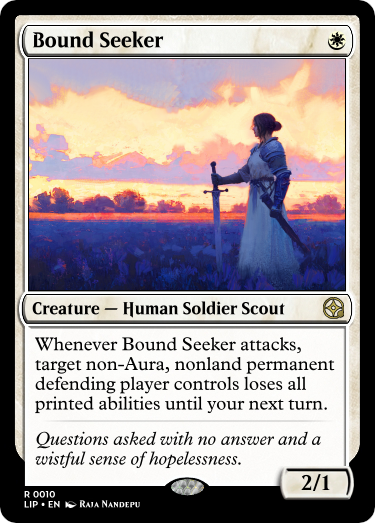 Bound Seeker
Creature — Human Soldier Scout
Whenever Bound Seeker attacks,
target non-Aura, nonland permanent
defending player controls loses all
printed abilities until your next turn.
Questions asked with no answer and a
wistful sense of hopelessness.
2/1
R 0010
LIP • EN Raja Nandepu